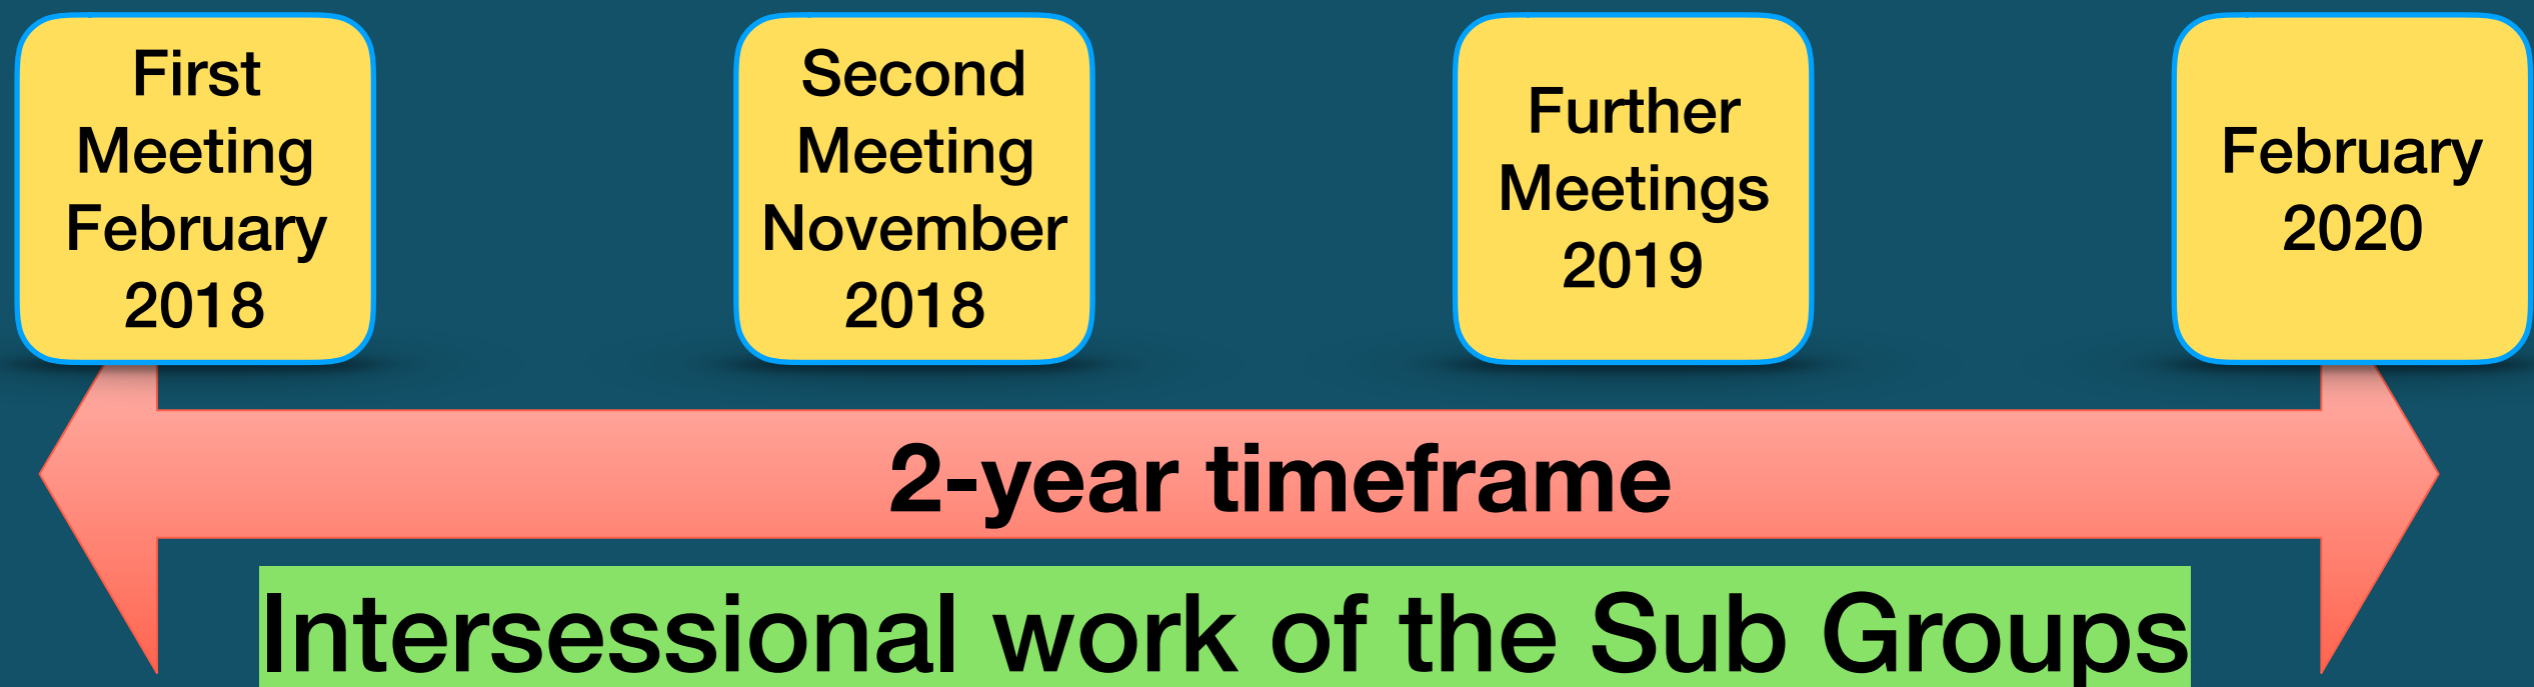 First
Meeting
February
2018
Second
Meeting
November
2018
Further
Meetings
2019
February
2020
2-year timeframe
Intersessional work of the Sub Groups